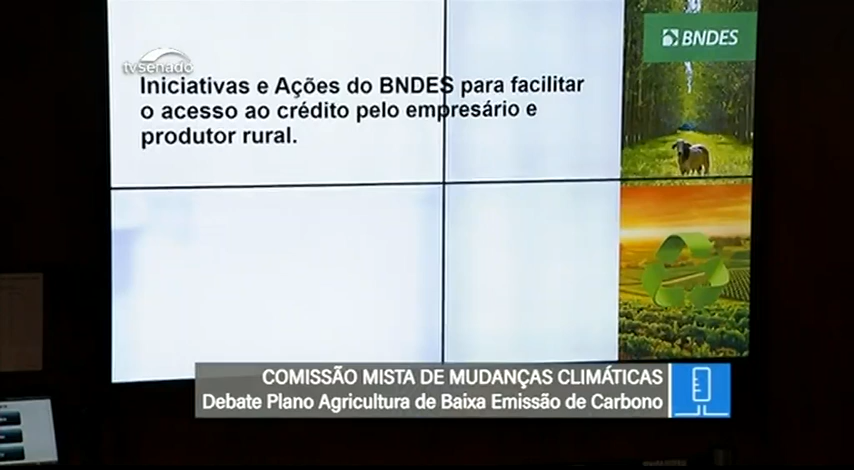 BNDES
tvsenado
Iniciativas e Ações do BNDES para facilitar
o acesso ao crédito pelo empresário e
produtor rural.
COMISSÃO MISTA DE MUDANÇAS CLIMÁTICAS
Debate Plano Agricultura de Baixa Emissão de Carbono